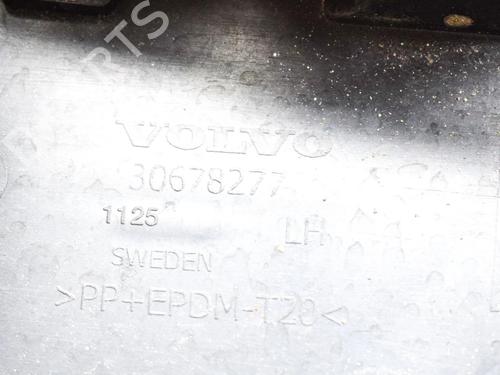 VOLVO
30678277
1125 LH
SWEDEN
>PP+EPDM-T20<